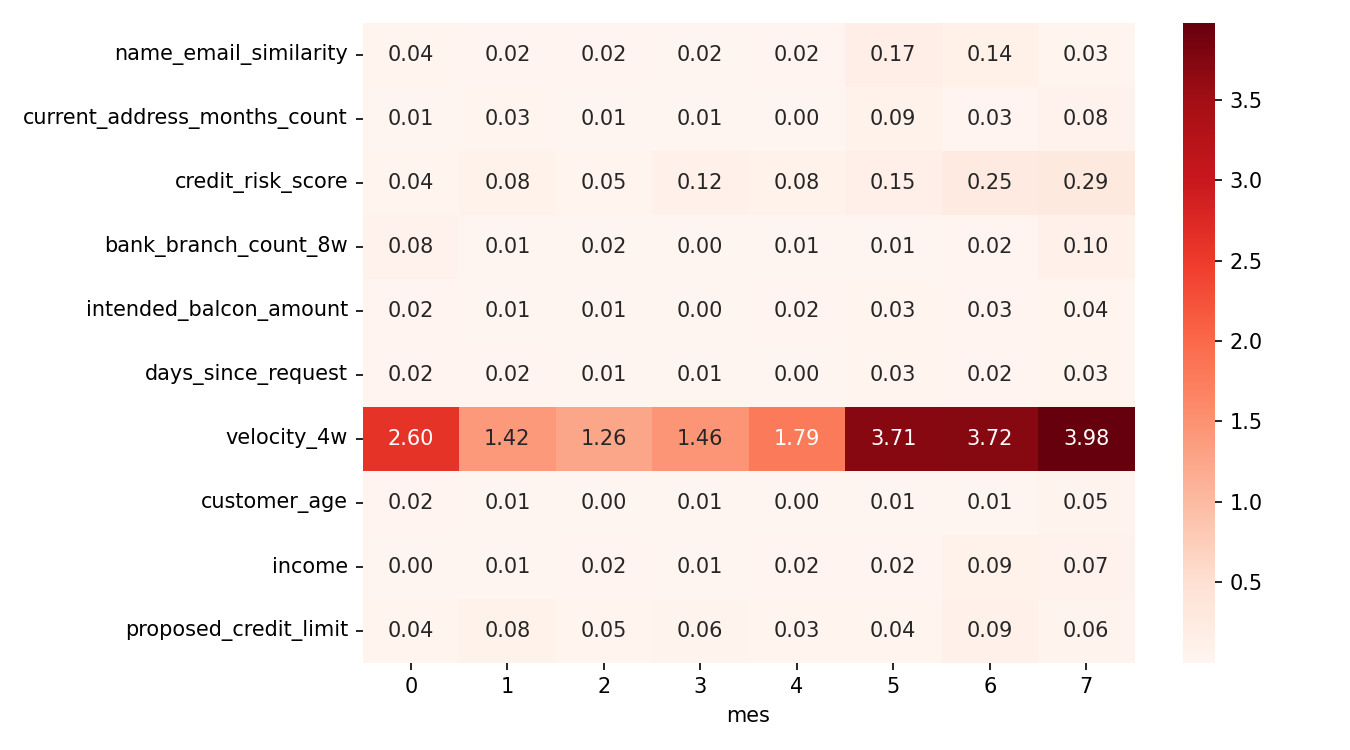 name_email_similarity 0.04 0.02 0.02 0.02 0.02 0.17 0.14 0.03
current_address_months_count 0.01 0.03 0.01 0.01 0.00 0.09 0.03 0.08
credit_risk_score 0.04 0.08 0.05 0.12 0.08 0.15 0.25 0.29
bank_branch_count_8w 0.08 0.01 0.02 0.00 0.01 0.01 0.02 0.10
intended_balcon_amount 0.02 0.01 0.01 0.00 0.02 0.03 0.03 0.04
days_since_request 0.02 0.02 0.01 0.01 0.00 0.03 0.02 0.03
velocity_4w 2.60 1.42 1.26 1.46 1.79 3.71 3.72 3.98
customer_age 0.02 0.01 0.00 0.01 0.00 0.01 0.01 0.05
income 0.00 0.01 0.02 0.01 0.02 0.02 0.09 0.07
proposed_credit_limit 0.04 0.08 0.05 0.06 0.03 0.04 0.09 0.06
0 1 2 3 4 5 6 7
mes
3.5
3.0
2.5
2.0
1.5
1.0
0.5